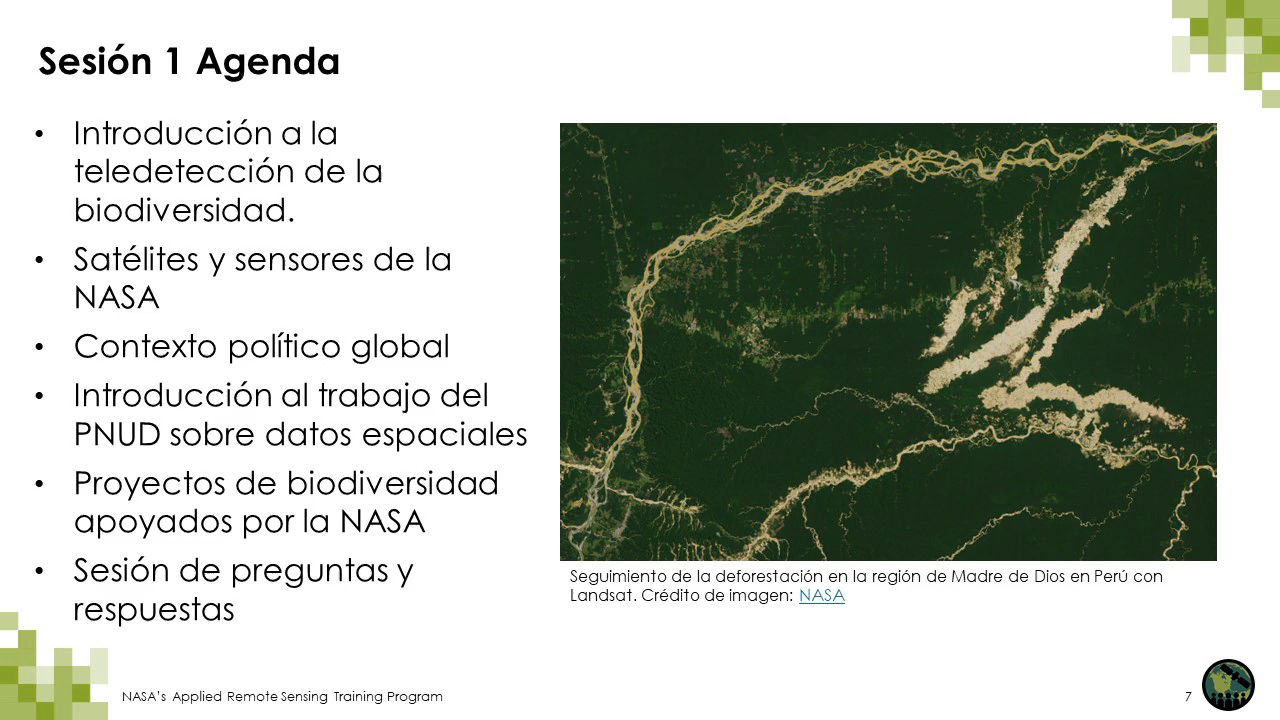 Sesión 1 Agenda
• Introducción a la
teledetección de la
biodiversidad.
• Satélites y sensores de la
NASA
• Contexto político global
• Introducción al trabajo del
PNUD sobre datos espaciales
• Proyectos de biodiversidad
apoyados por la NASA
• Sesión de preguntas y
respuestas
Seguimiento de la deforestación en la región de Madre de Dios en Perú con
Landsat. Crédito de imagen: NASA
NASA's Applied Remote Sensing Training Program
7